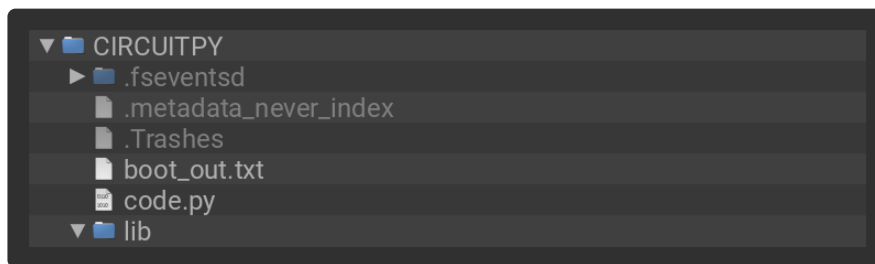 CIRCUITPY
.fseventsd
.metadata_never_index
.Trashes
boot_out.txt
code.py
lib